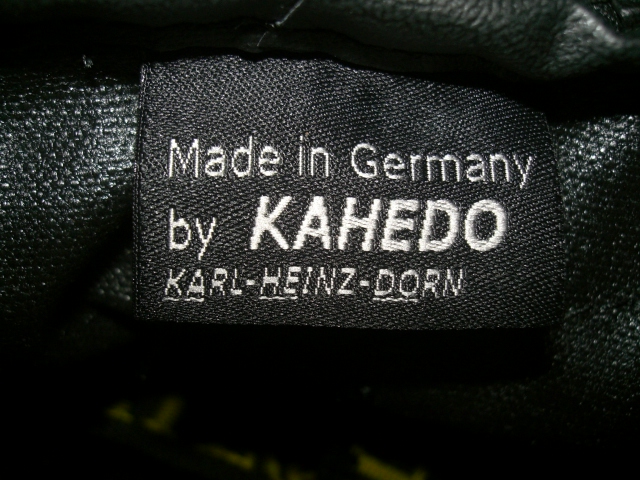 Made in Germany
by KAHEDO
KARL-HEINZ-DORN